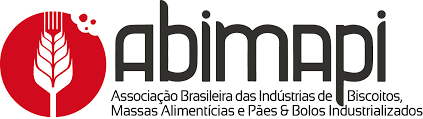 abimapi
Associação Brasileira das Indústrias de Biscoitos,
Massas Alimentícias e Pães & Bolos Industrializados